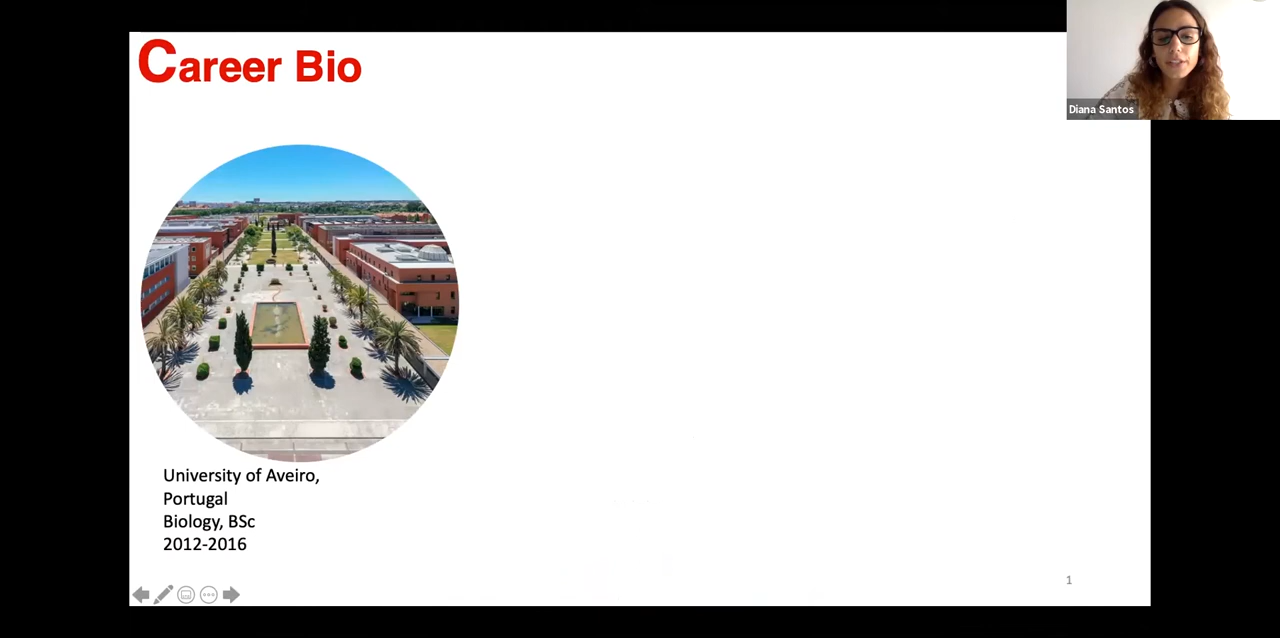 Career Bio
Diana Santos
University of Aveiro,
Portugal
Biology, BSc
2012-2016
1